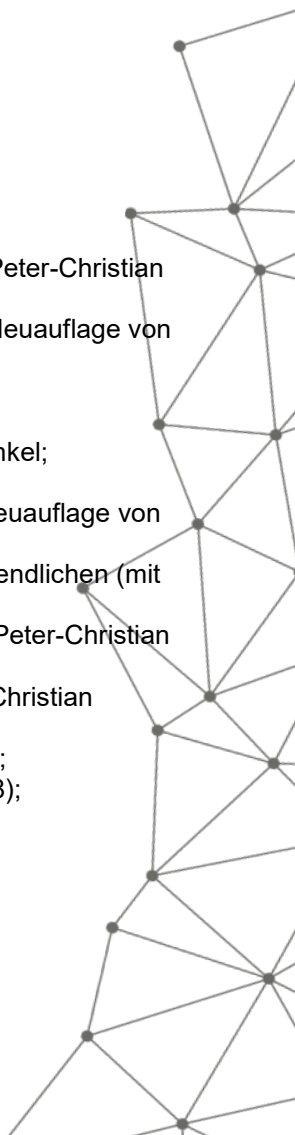 Peter-Christian
Neuauflage von
nkel;
euauflage von
endlichen (mit
Peter-Christian
Christian
;
3);